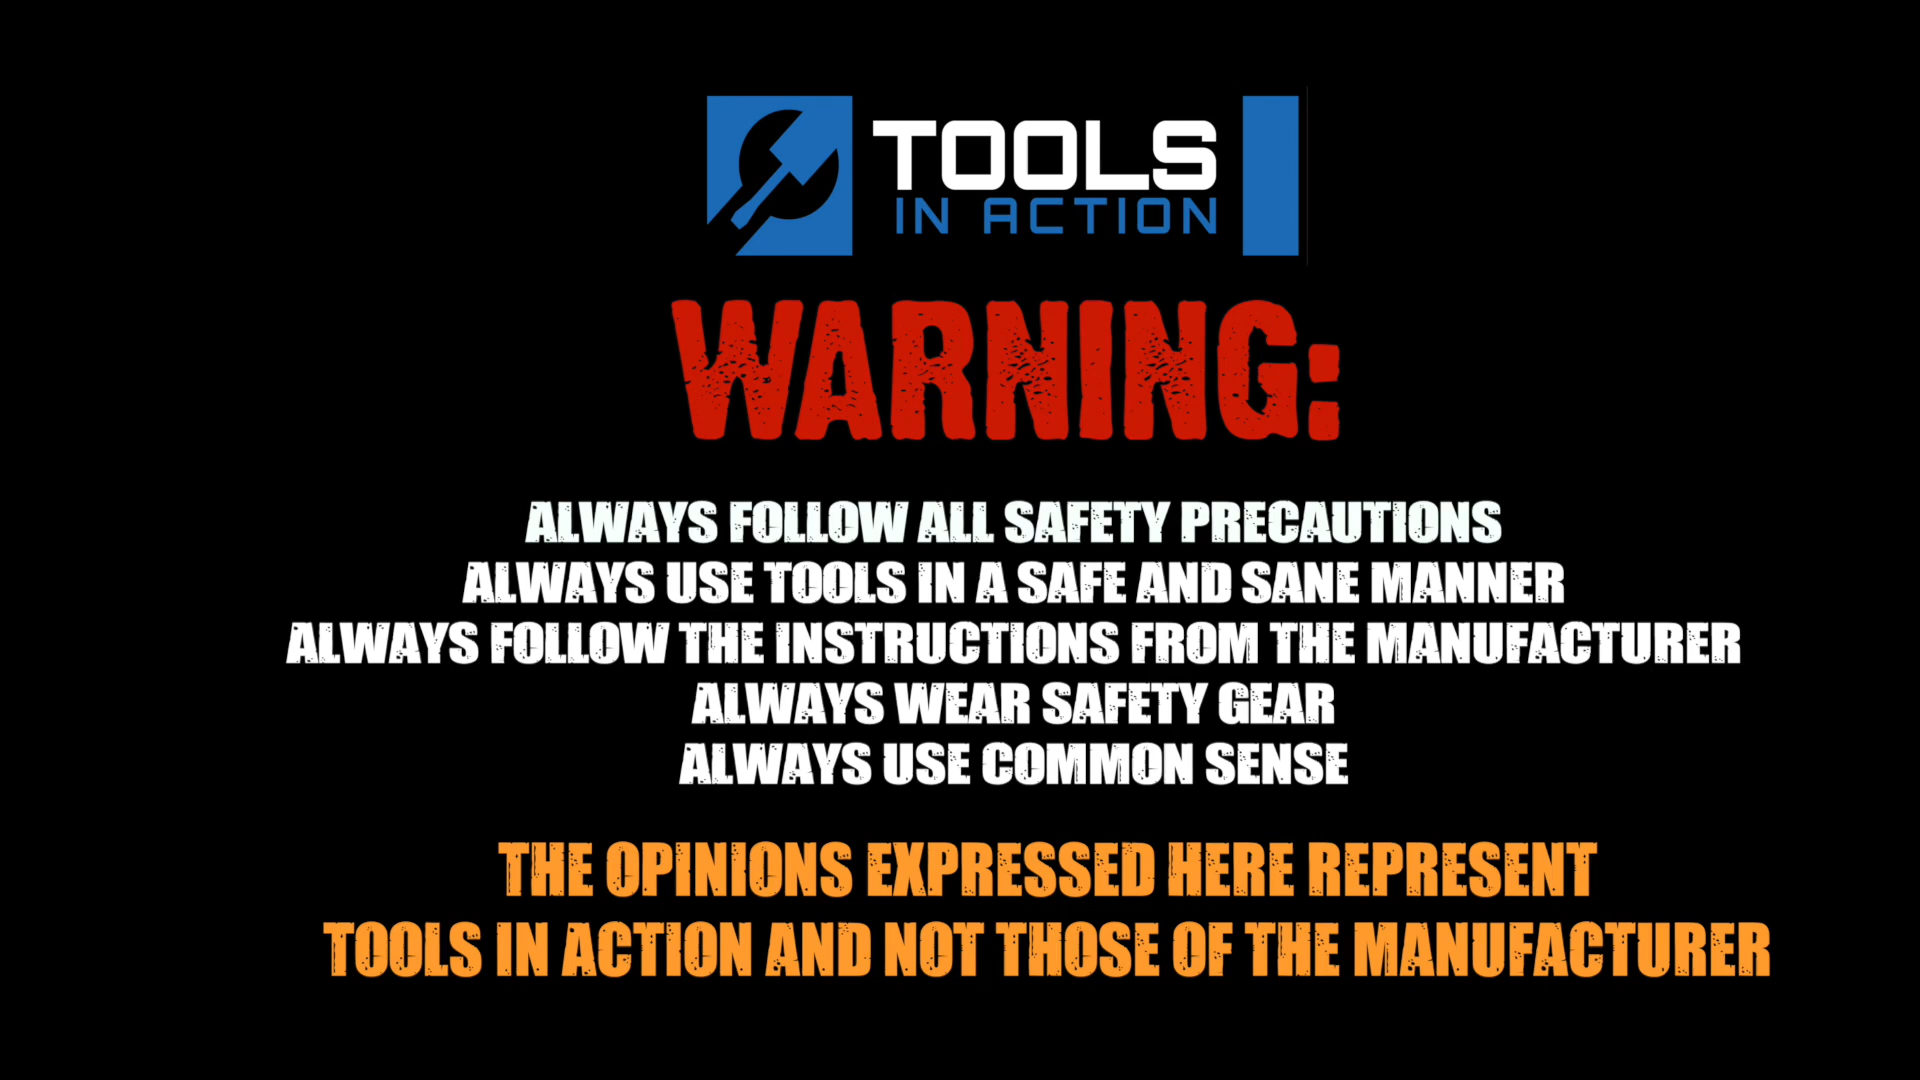 TOOLS
IN ACTION
WARNING:
ALWAYS FOLLOW ALL SAFETY PRECAUTIONS
ALWAYS USE TOOLS IN A SAFE AND SANE MANNER
ALWAYS FOLLOW THE INSTRUCTIONS FROM THE MANUFACTURER
ALWAYS WEAR SAFETY GEAR
ALWAYS USE COMMON SENSE
THE OPINIONS EXPRESSED HERE REPRESENT
TOOLS IN ACTION AND NOT THOSE OF THE MANUFACTURER